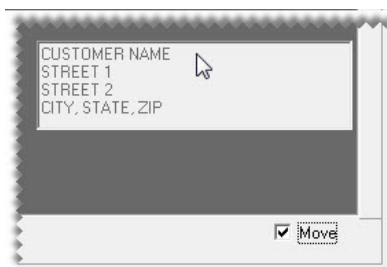 CUSTOMER NAME
STREET 1
STREET 2
CITY, STATE, ZIP
Move